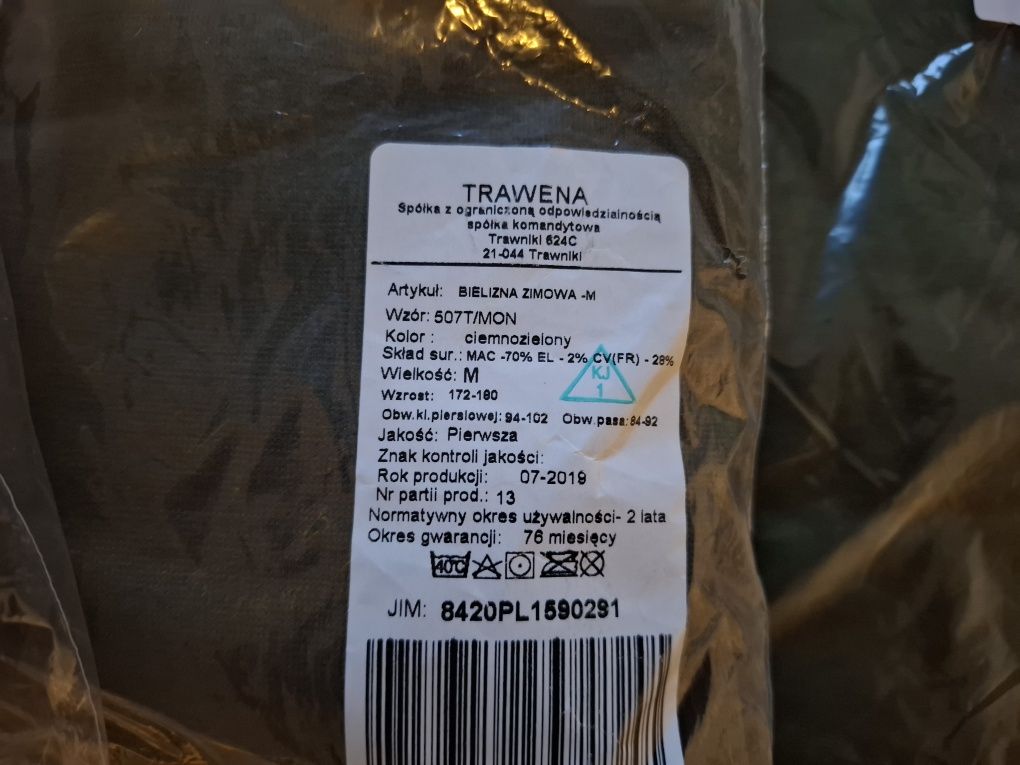 TRAWENA
Spółka z ograniczoną odpowiedzialnością
spółka komandytowa
Trawniki 624C
21-044 Trawniki
Artykuł: BIELIZNA ZIMOWA -M
Wzór: 507T/MON
Kolor : ciemnozielony
Skład sur.: MAC -70% EL - 2% CV(FR) - 28%
Wielkość: M
KJ
1
Wzrost: 172-180
Obw.kl.piersiowej: 94-102 Obw.pasa: 84-92
Jakość: Pierwsza
Znak kontroli jakości:
Rok produkcji: 07-2019
Nr partii prod.: 13
Normatywny okres używalności- 2 lata
Okres gwarancji: 76 miesięcy
40C
JIM: 8420PL1590291